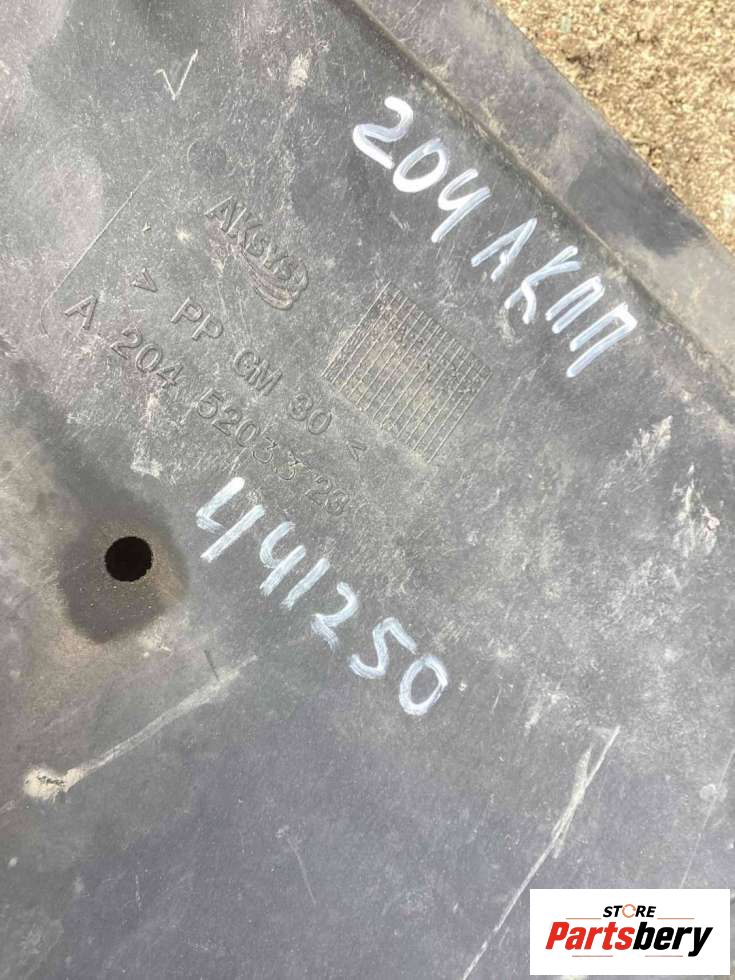 204 АКПП
AKSYS
> PP GM 30 <
A 204 520 33 23
441250
STORE
Partsbery